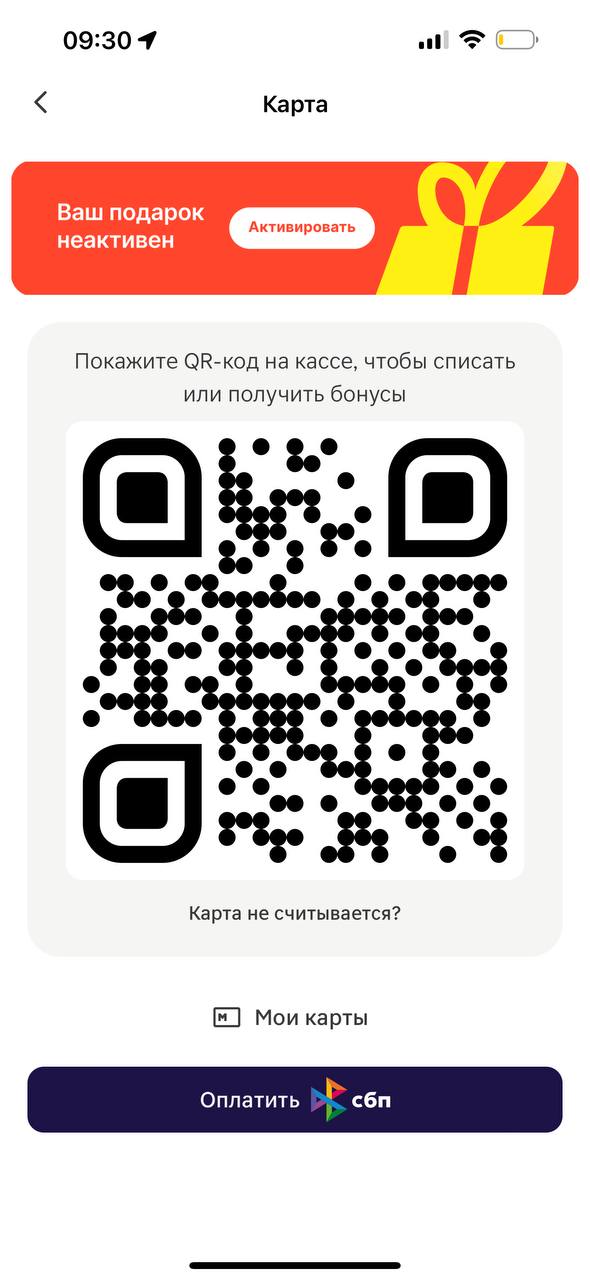 09:30
Карта
Ваш подарок
неактивен
Активировать
Покажите QR-код на кассе, чтобы списать
или получить бонусы
Карта не считывается?
М Мои карты
Оплатить сбп